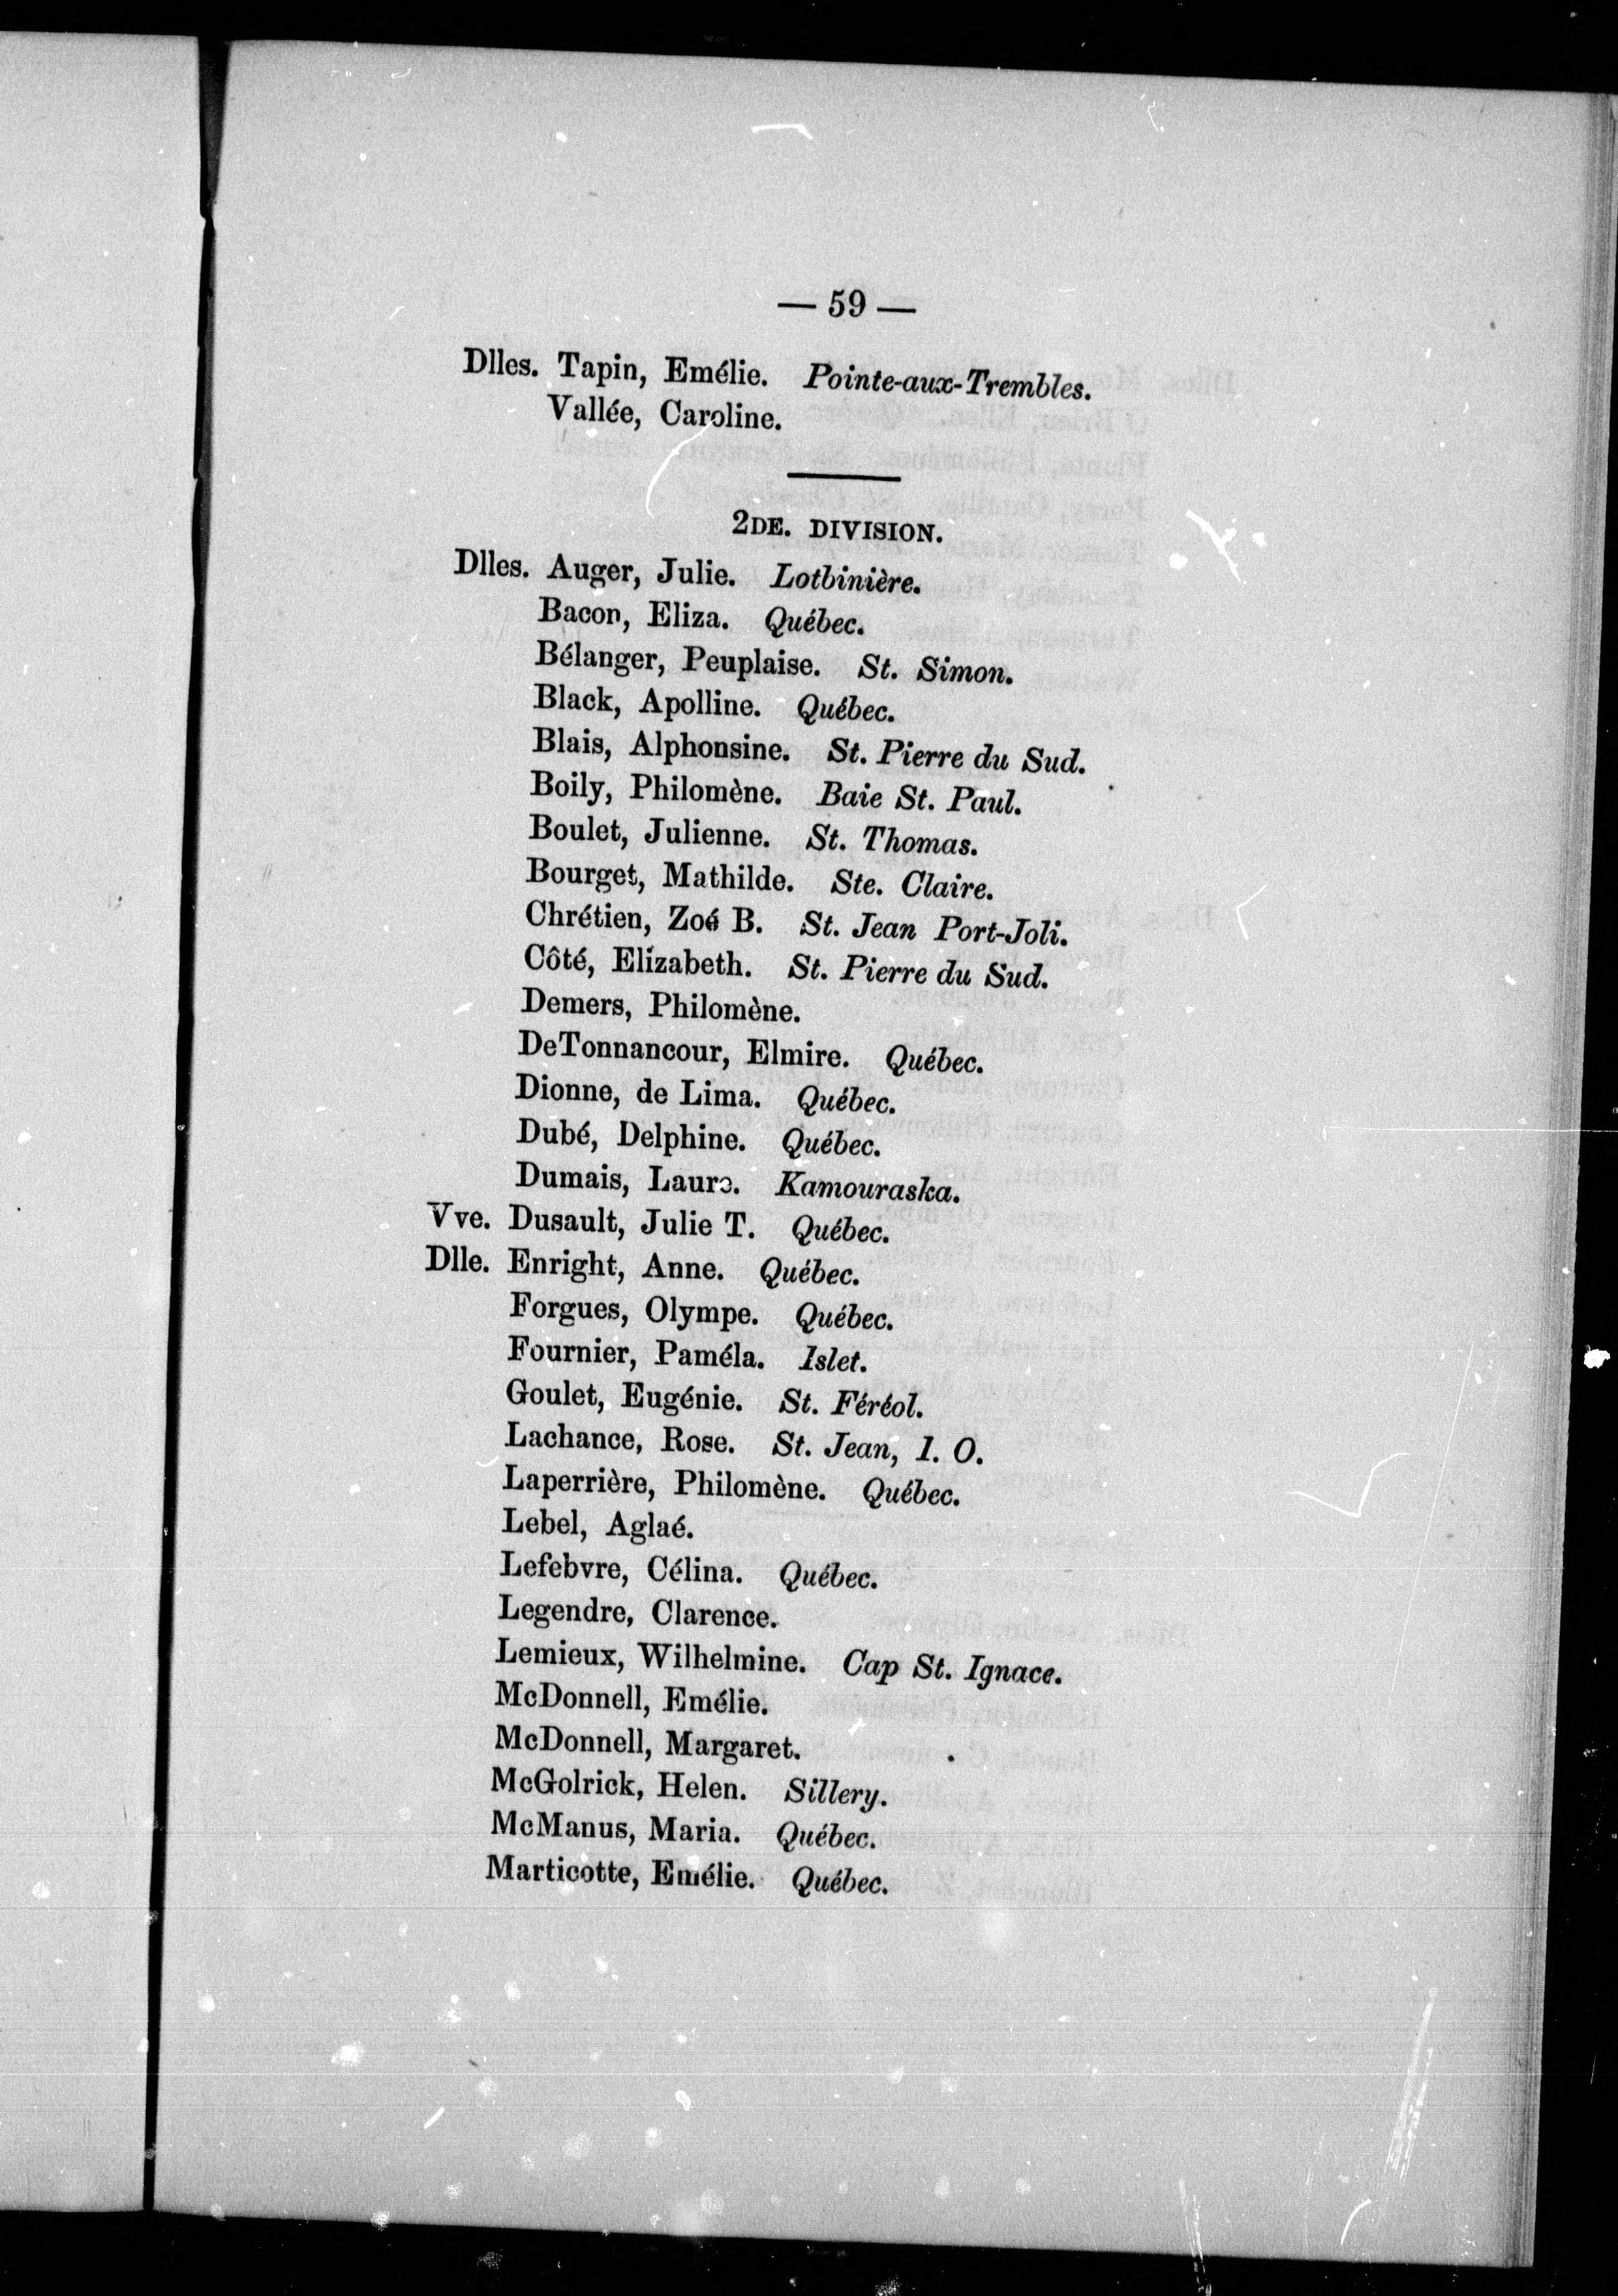 — 59 —
Dlles. Tapin, Emélie. Pointe-aux-Trembles.
Vallée, Caroline.
2DE. DIVISION.
Dlles. Auger, Julie. Lotbinière.
Bacon, Eliza. Québec.
Bélanger, Peuplaise. St. Simon.
Black, Apolline. Québec.
Blais, Alphonsine. St. Pierre du Sud.
Boily, Philomène. Baie St. Paul.
Boulet, Julienne. St. Thomas.
Bourget, Mathilde. Ste. Claire.
Chrétien, Zoé B. St. Jean Port-Joli.
Côté, Elizabeth. St. Pierre du Sud.
Demers, Philomène.
DeTonnancour, Elmire. Québec.
Dionne, de Lima. Québec.
Dubé, Delphine. Québec.
Dumais, Laure. Kamouraska.
Vve. Dusault, Julie T. Québec.
Dlle. Enright, Anne. Québec.
Forgues, Olympe. Québec.
Fournier, Paméla. Islet.
Goulet, Eugénie. St. Féréol.
Lachance, Rose. St. Jean, I. O.
Laperrière, Philomène. Québec.
Lebel, Aglaé.
Lefebvre, Célina. Québec.
Legendre, Clarence.
Lemieux, Wilhelmine. Cap St. Ignace.
McDonnell, Emélie.
McDonnell, Margaret.
McGolrick, Helen. Sillery.
McManus, Maria. Québec.
Marticotte, Emélie. Québec.